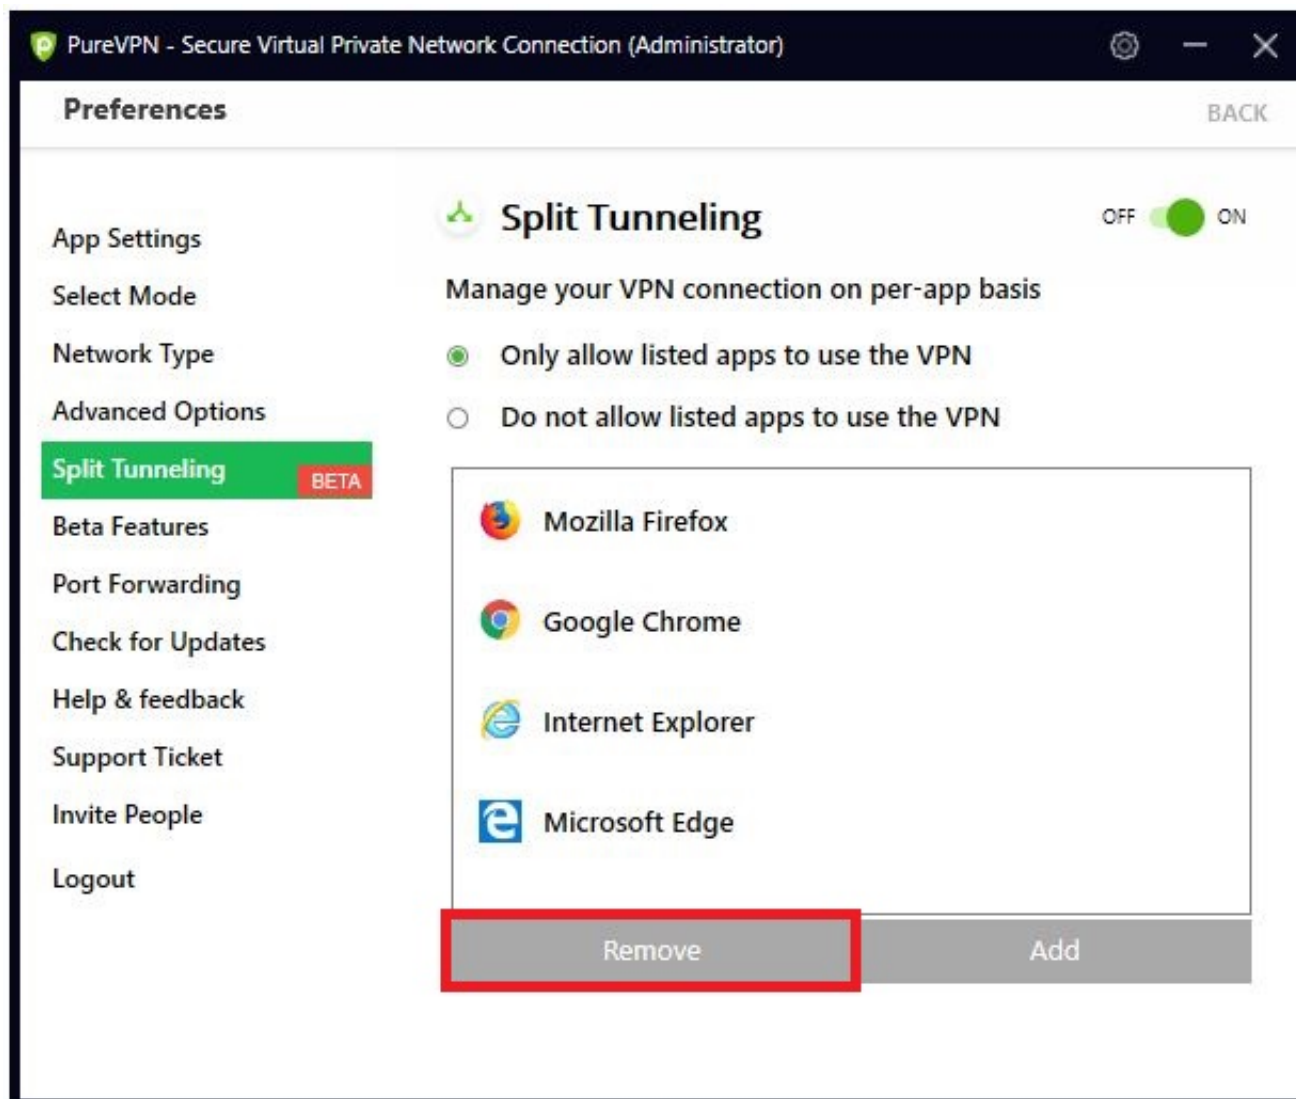 PureVPN - Secure Virtual Private Network Connection (Administrator)
Preferences
BACK
App Settings
Select Mode
Network Type
Advanced Options
Split Tunneling
BETA
Beta Features
Port Forwarding
Check for Updates
Help & feedback
Support Ticket
Invite People
Logout
Split Tunneling
OFF ON
Manage your VPN connection on per-app basis
Only allow listed apps to use the VPN
Do not allow listed apps to use the VPN
Mozilla Firefox
Google Chrome
Internet Explorer
Microsoft Edge
Remove
Add